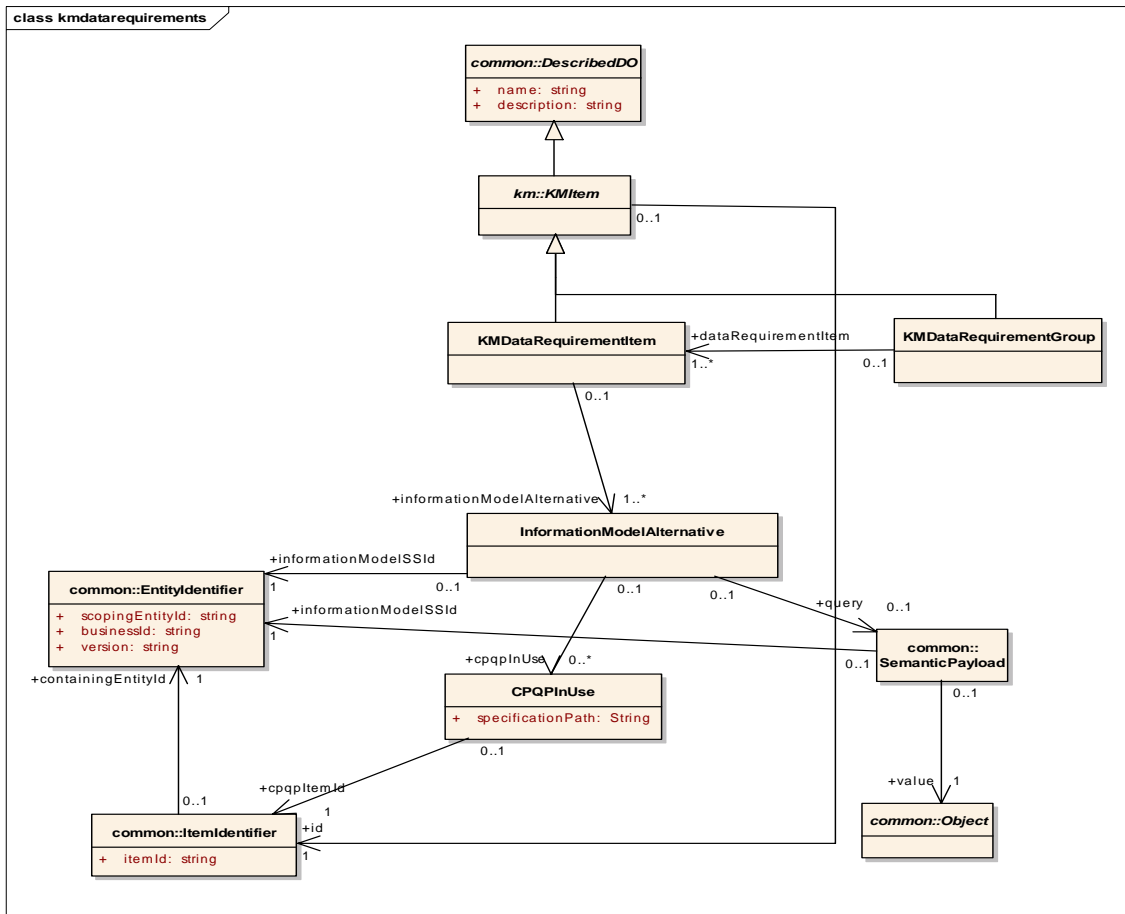 class kmdatarequirements
common::DescribedDO
+ name: string
+ description: string
km::KMItem
0..1
KMDataRequirementItem
+dataRequirementItem
1..*
0..1
KMDataRequirementGroup
0..1
+informationModelAlternative
1..*
InformationModelAlternative
+informationModelSSId
1
0..1
0..1
0..1
common::EntityIdentifier
+ scopingEntityId: string
+ businessId: string
+ version: string
+informationModelSSId
1
+query
0..1
0..1
common::
SemanticPayload
0..1
+containingEntityId
1
+cpqpInUse
0..*
CPQPInUse
+ specificationPath: String
0..1
+cpqpItemId
1
0..1
common::ItemIdentifier
+ itemId: string
+id
1
+value
1
common::Object